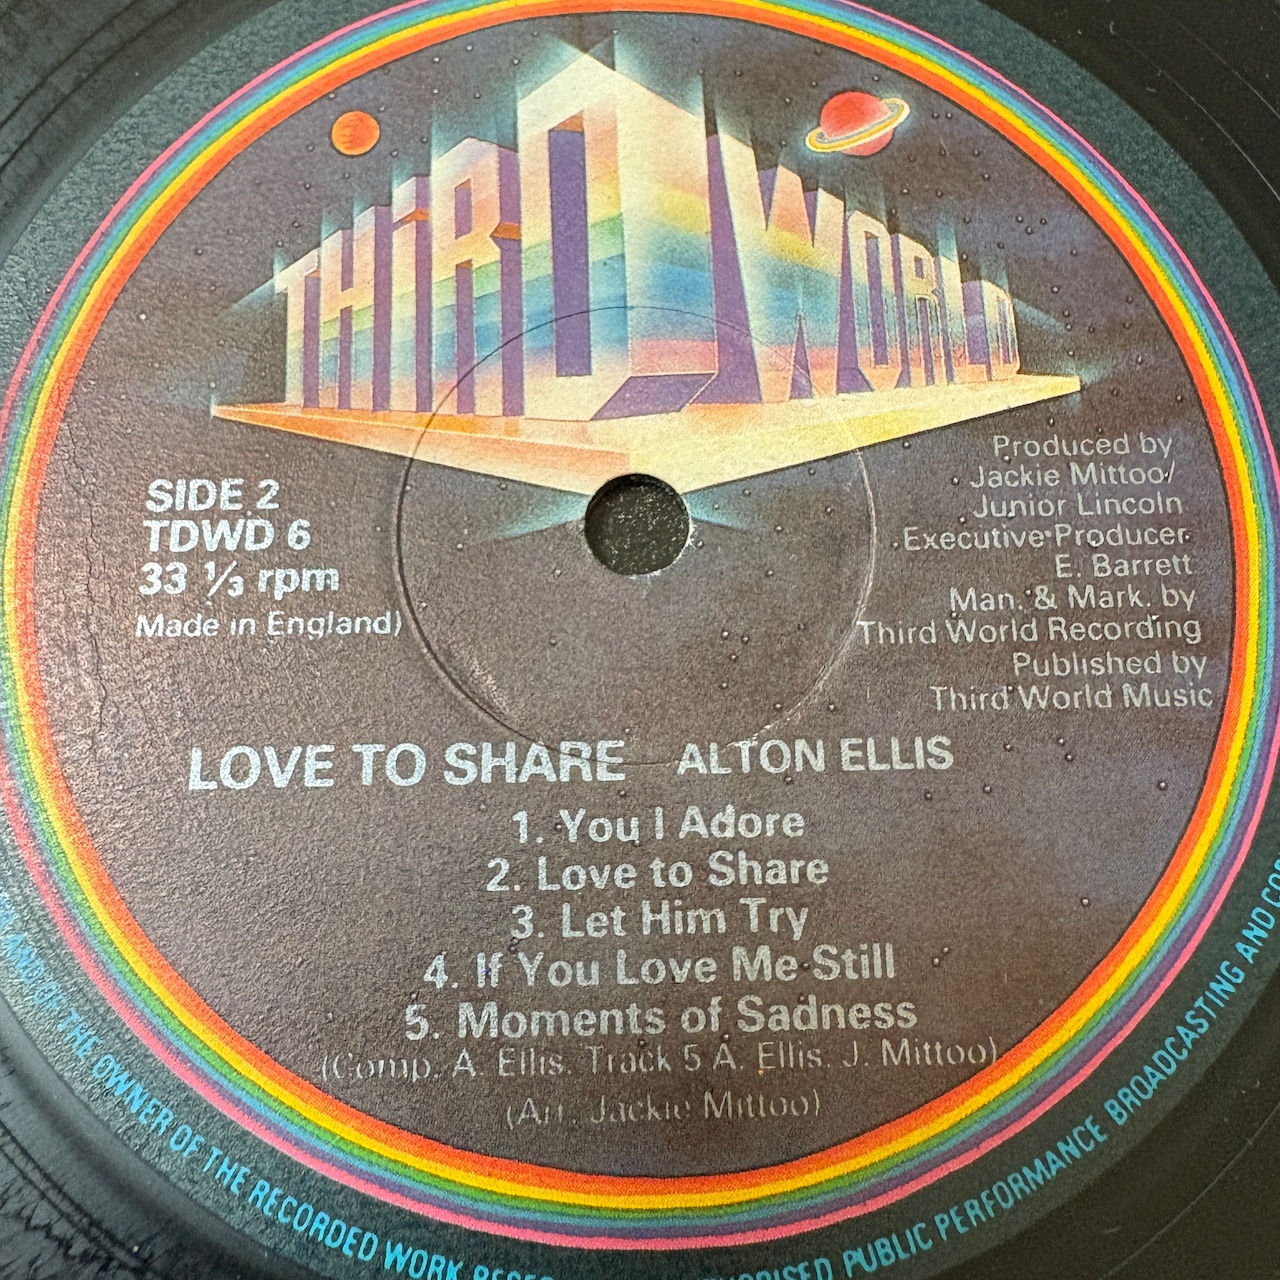 THiRD WORLD
SIDE 2
TDWD 6
33 ⅓ rpm
Made in England)
Produced by
Jackie Mittoo/
Junior Lincoln
Executive Producer
E. Barrett
Man. & Mark. by
Third World Recording
Published by
Third World Music
LOVE TO SHARE ALTON ELLIS
1. You I Adore
2. Love to Share
3. Let Him Try
4. If You Love Me Still
5. Moments of Sadness
(Comp. A. Ellis. Track 5 A. Ellis. J. Mittoo)
(Arr. Jackie Mittoo)
THE OWNER OF THE RECORDED WORK PUBLIC PERFORMANCE BROADCASTING AND